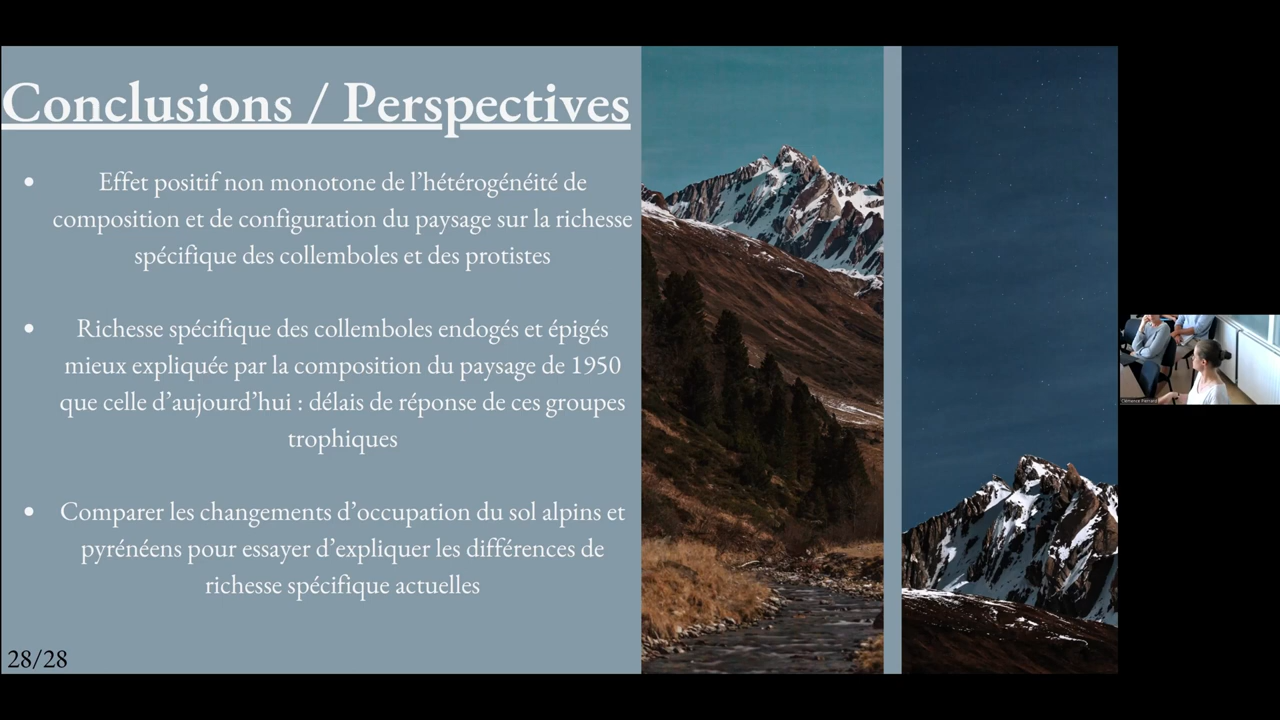 Conclusions / Perspectives
• Effet positif non monotone de l'hétérogénéité de
composition et de configuration du paysage sur la richesse
spécifique des collemboles et des protistes
• Richesse spécifique des collemboles endogés et épigés
mieux expliquée par la composition du paysage de 1950
que celle d'aujourd'hui : délais de réponse de ces groupes
trophiques
• Comparer les changements d'occupation du sol alpins et
pyrénéens pour essayer d'expliquer les différences de
richesse spécifique actuelles
28/28